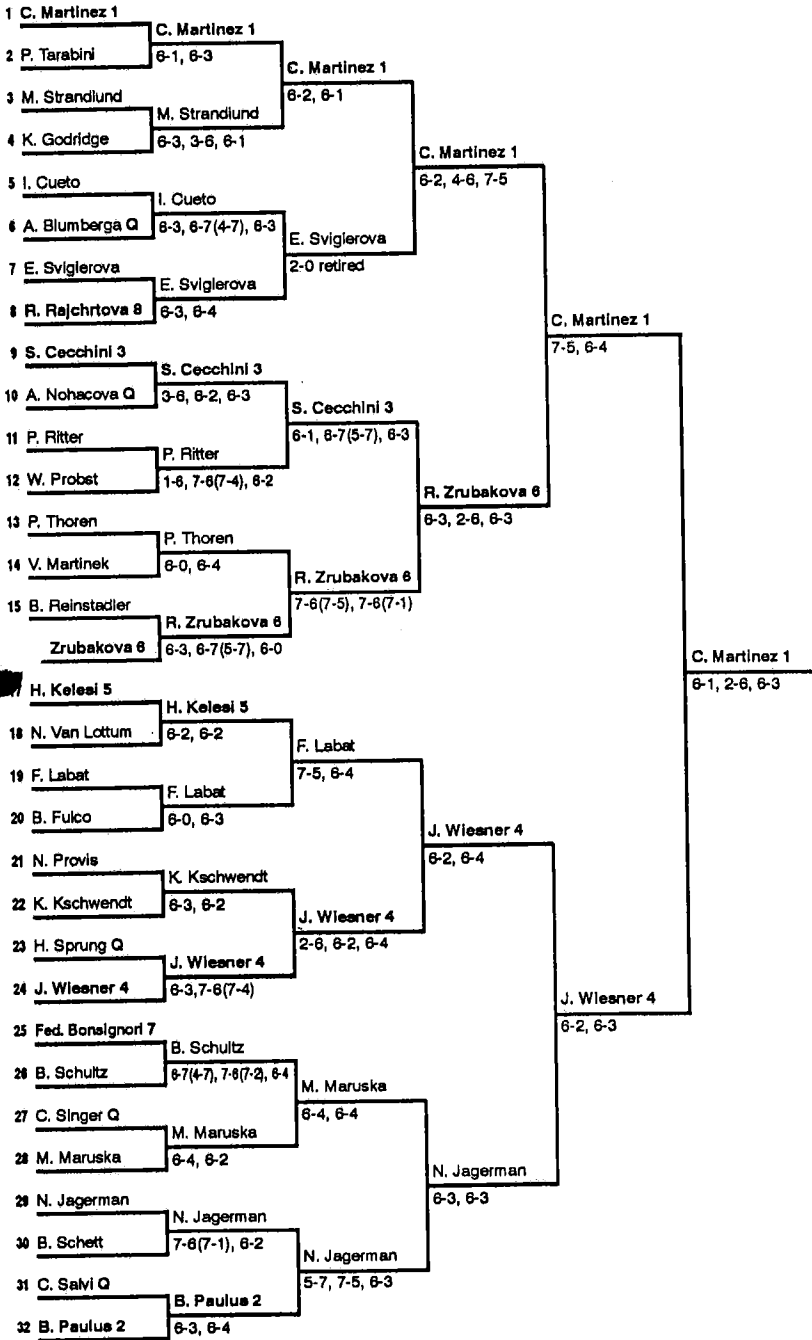 1 C. Martinez 1
2 P. Tarabini
3 M. Strandlund
4 K. Godridge
5 I. Cueto
6 A. Blumberga Q
7 E. Sviglerova
8 R. Rajchrtova 8
9 S. Cecchini 3
10 A. Nohacova Q
11 P. Ritter
12 W. Probst
13 P. Thoren
14 V. Martinek
15 B. Reinstadler
Zrubakova 6
H. Kelesi 5
18 N. Van Lottum
19 F. Labat
20 B. Fulco
21 N. Provis
22 K. Kschwendt
23 H. Sprung Q
24 J. Wiesner 4
25 Fed. Bonsignori 7
26 B. Schultz
27 C. Singer Q
28 M. Maruska
29 N. Jagerman
30 B. Schett
31 C. Salvi Q
32 B. Paulus 2
C. Martinez 1
6-1, 6-3
M. Strandlund
6-3, 3-6, 6-1
I. Cueto
6-3, 6-7(4-7), 6-3
E. Sviglerova
6-3, 6-4
S. Cecchini 3
3-6, 6-2, 6-3
P. Ritter
1-6, 7-6(7-4), 6-2
P. Thoren
6-0, 6-4
R. Zrubakova 6
6-3, 6-7(5-7), 6-0
H. Kelesi 5
6-2, 6-2
F. Labat
6-0, 6-3
K. Kschwendt
6-3, 6-2
J. Wiesner 4
6-3,7-6(7-4)
B. Schultz
6-7(4-7), 7-6(7-2), 6-4
M. Maruska
6-4, 6-2
N. Jagerman
7-6(7-1), 6-2
B. Paulus 2
6-3, 6-4
C. Martinez 1
6-2, 6-1
E. Sviglerova
2-0 retired
S. Cecchini 3
6-1, 6-7(5-7), 6-3
R. Zrubakova 6
7-6(7-5), 7-6(7-1)
F. Labat
7-5, 6-4
J. Wiesner 4
2-6, 6-2, 6-4
M. Maruska
6-4, 6-4
N. Jagerman
5-7, 7-5, 6-3
C. Martinez 1
6-2, 4-6, 7-5
R. Zrubakova 6
6-3, 2-6, 6-3
J. Wiesner 4
6-2, 6-4
N. Jagerman
6-3, 6-3
C. Martinez 1
7-5, 6-4
J. Wiesner 4
6-2, 6-3
C. Martinez 1
6-1, 2-6, 6-3